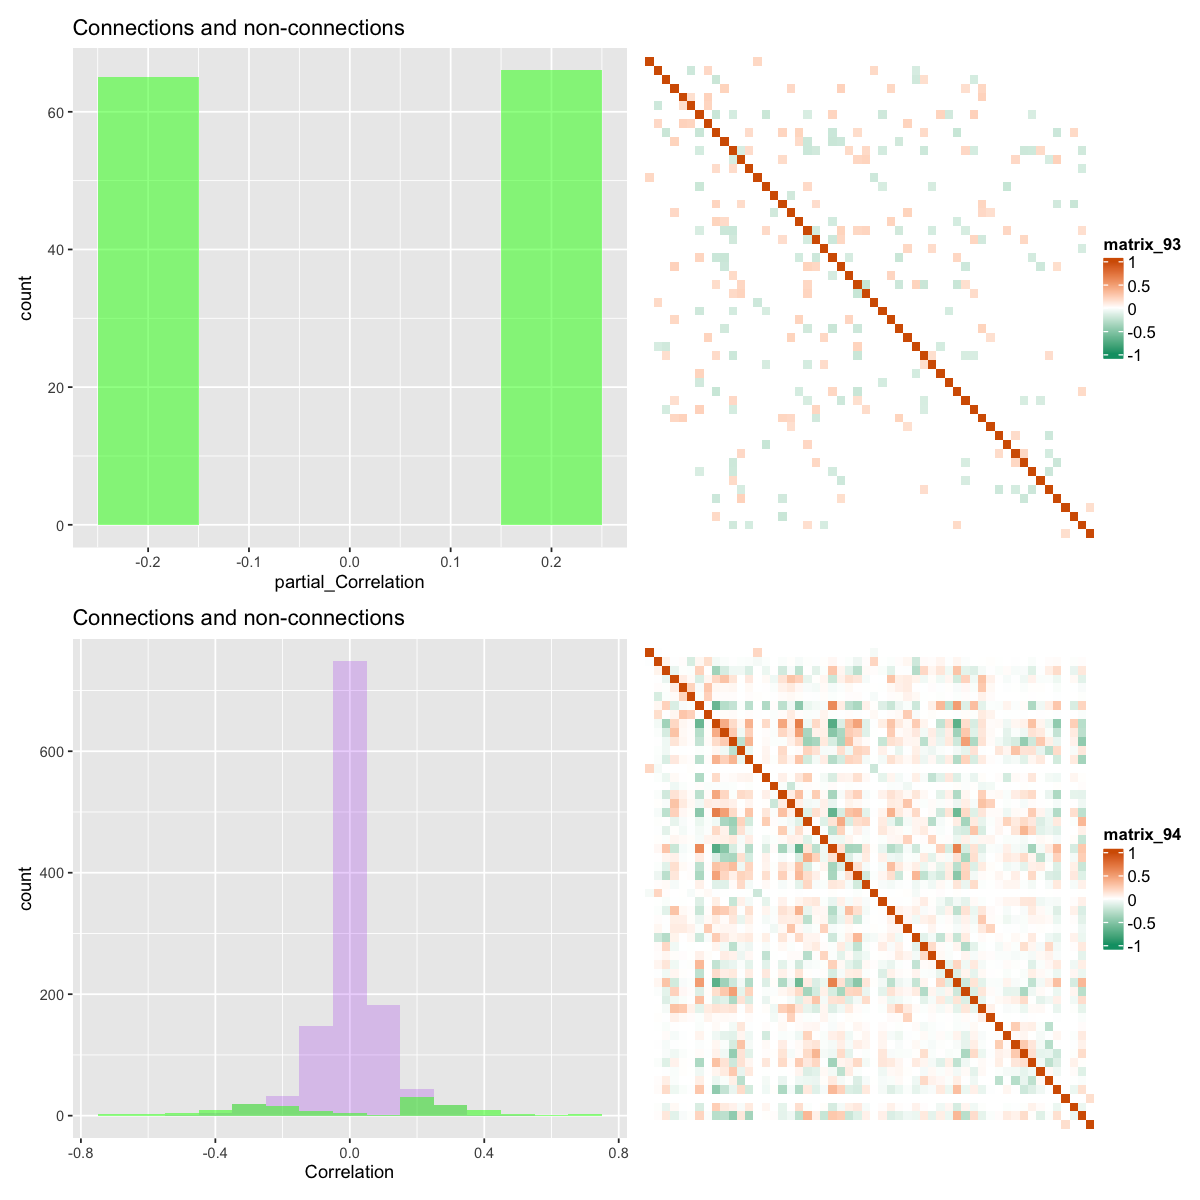 Connections and non-connections
60
40
20
0
count
-0.2 -0.1 0.0 0.1 0.2
partial_Correlation
matrix_93
1
0.5
0
-0.5
-1
Connections and non-connections
600
400
200
0
count
-0.8 -0.4 0.0 0.4 0.8
Correlation
matrix_94
1
0.5
0
-0.5
-1